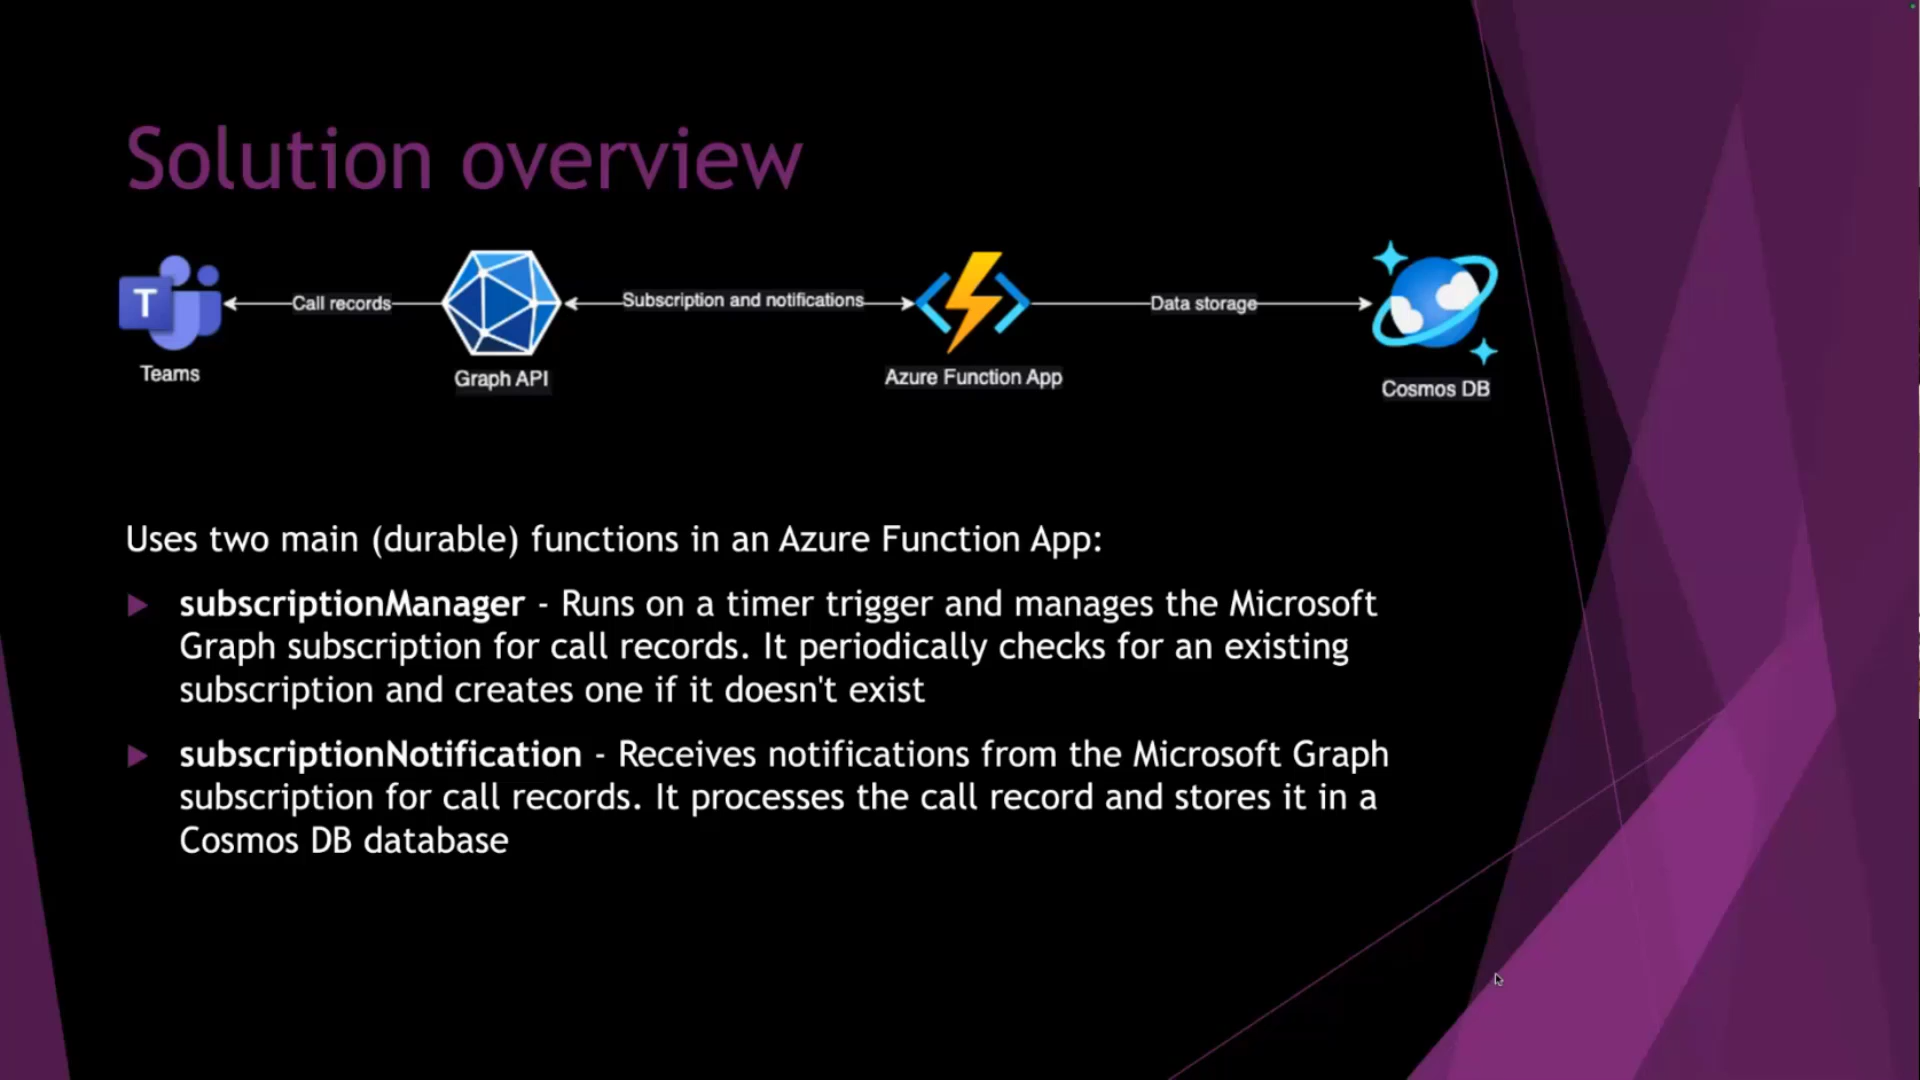 Solution overview
T
Call records
Subscription and notifications
Data storage
Teams
Graph API
Azure Function App
Cosmos DB
Uses two main (durable) functions in an Azure Function App:
subscriptionManager - Runs on a timer trigger and manages the Microsoft
Graph subscription for call records. It periodically checks for an existing
subscription and creates one if it doesn't exist
subscriptionNotification - Receives notifications from the Microsoft Graph
subscription for call records. It processes the call record and stores it in a
Cosmos DB database